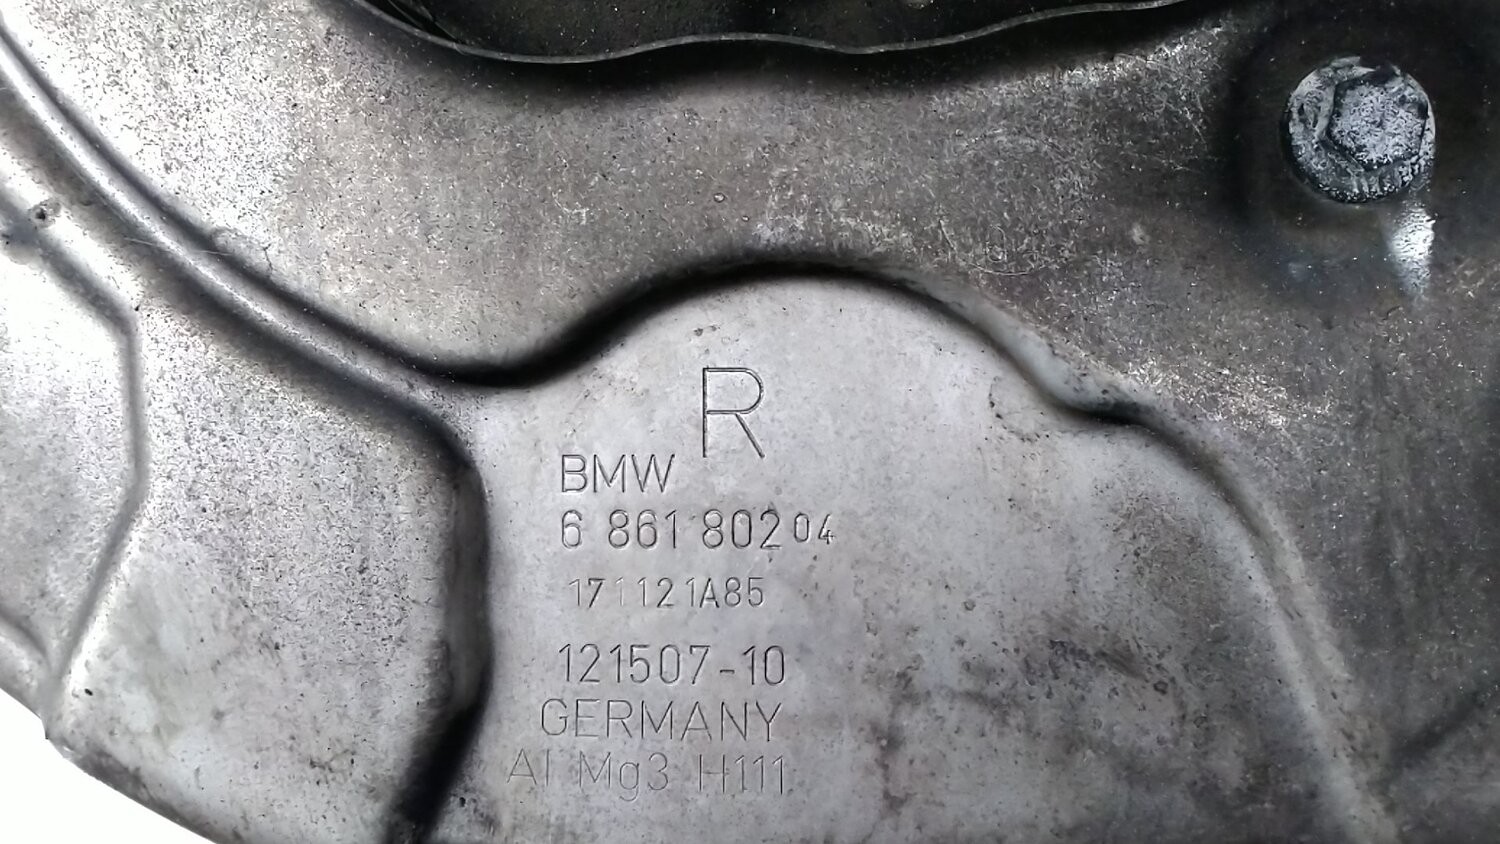 R
BMW
6 861 802 04
171121A85
121507-10
GERMANY
Al Mg3 H111